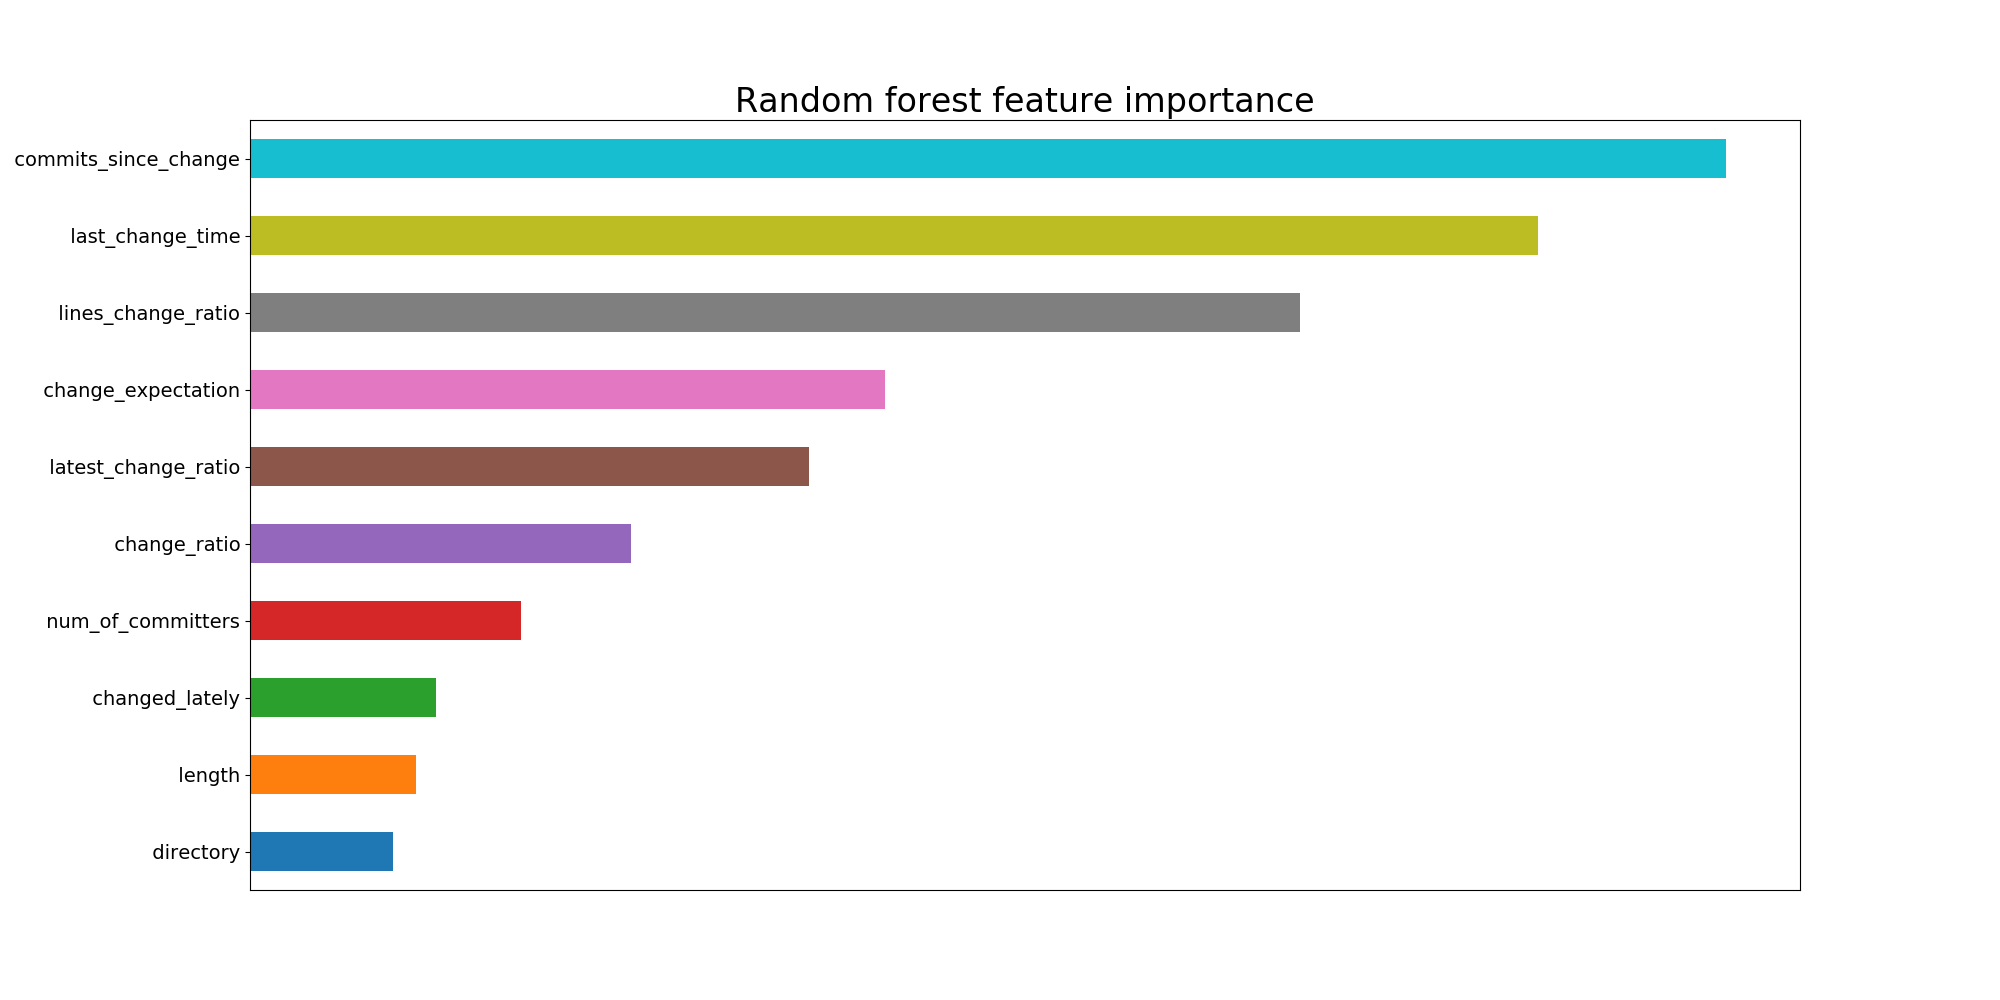 Random forest feature importance
commits_since_change
last_change_time
lines_change_ratio
change_expectation
latest_change_ratio
change_ratio
num_of_committers
changed_lately
length
directory